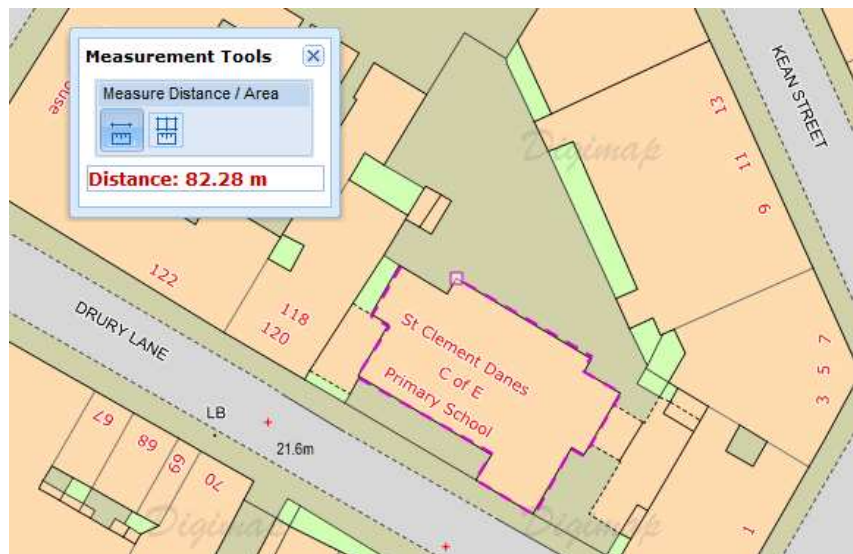 Measurement Tools
Measure Distance / Area
Distance: 82.28 m
KEAN STREET
13
11
9
7
5
3
1
Digimap
122
118
120
DRURY LANE
St Clement Danes
C of E
Primary School
LB
21.6m
67
68
69
70
Digimap
Digimap
ouse